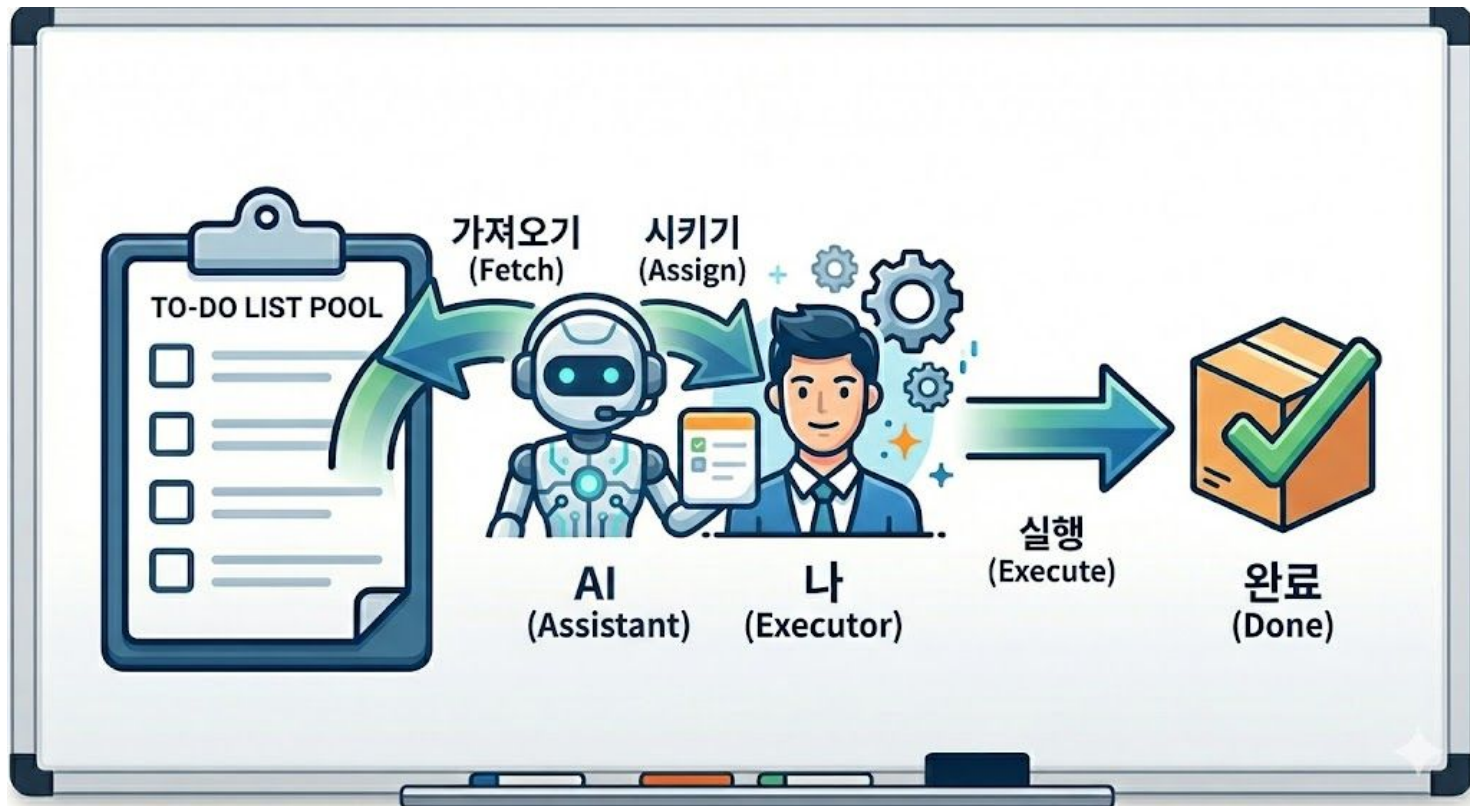 가져오기
(Fetch)
시키기
(Assign)
TO-DO LIST POOL
실행
(Execute)
AI
(Assistant)
나
(Executor)
완료
(Done)